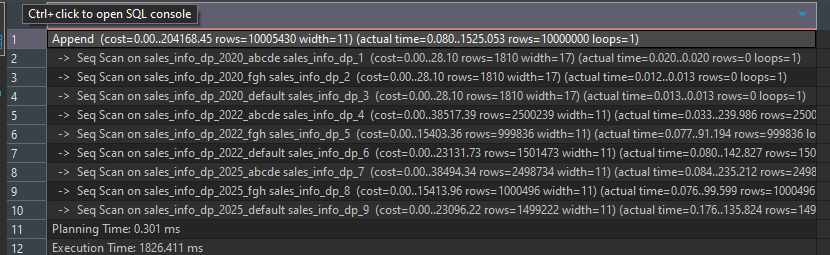 Ctrl+click to open SQL console
1 Append (cost=0.00..204168.45 rows=10005430 width=11) (actual time=0.080..1525.053 rows=10000000 loops=1)
2 -> Seq Scan on sales_info_dp_2020_abcde sales_info_dp_1 (cost=0.00..28.10 rows=1810 width=17) (actual time=0.020..0.020 rows=0 loops=1)
3 -> Seq Scan on sales_info_dp_2020_fgh sales_info_dp_2 (cost=0.00..28.10 rows=1810 width=17) (actual time=0.012..0.013 rows=0 loops=1)
4 -> Seq Scan on sales_info_dp_2020_default sales_info_dp_3 (cost=0.00..28.10 rows=1810 width=17) (actual time=0.013..0.013 rows=0 loops=1)
5 -> Seq Scan on sales_info_dp_2022_abcde sales_info_dp_4 (cost=0.00..38517.39 rows=2500239 width=11) (actual time=0.033..239.986 rows=2500
6 -> Seq Scan on sales_info_dp_2022_fgh sales_info_dp_5 (cost=0.00..15403.36 rows=999836 width=11) (actual time=0.077..91.194 rows=999836 lo
7 -> Seq Scan on sales_info_dp_2022_default sales_info_dp_6 (cost=0.00..23131.73 rows=1501473 width=11) (actual time=0.080..142.827 rows=150
8 -> Seq Scan on sales_info_dp_2025_abcde sales_info_dp_7 (cost=0.00..38494.34 rows=2498734 width=11) (actual time=0.084..235.212 rows=2498
9 -> Seq Scan on sales_info_dp_2025_fgh sales_info_dp_8 (cost=0.00..15413.96 rows=1000496 width=11) (actual time=0.076..99.599 rows=1000496
10 -> Seq Scan on sales_info_dp_2025_default sales_info_dp_9 (cost=0.00..23096.22 rows=1499222 width=11) (actual time=0.176..135.824 rows=149
11 Planning Time: 0.301 ms
12 Execution Time: 1826.411 ms